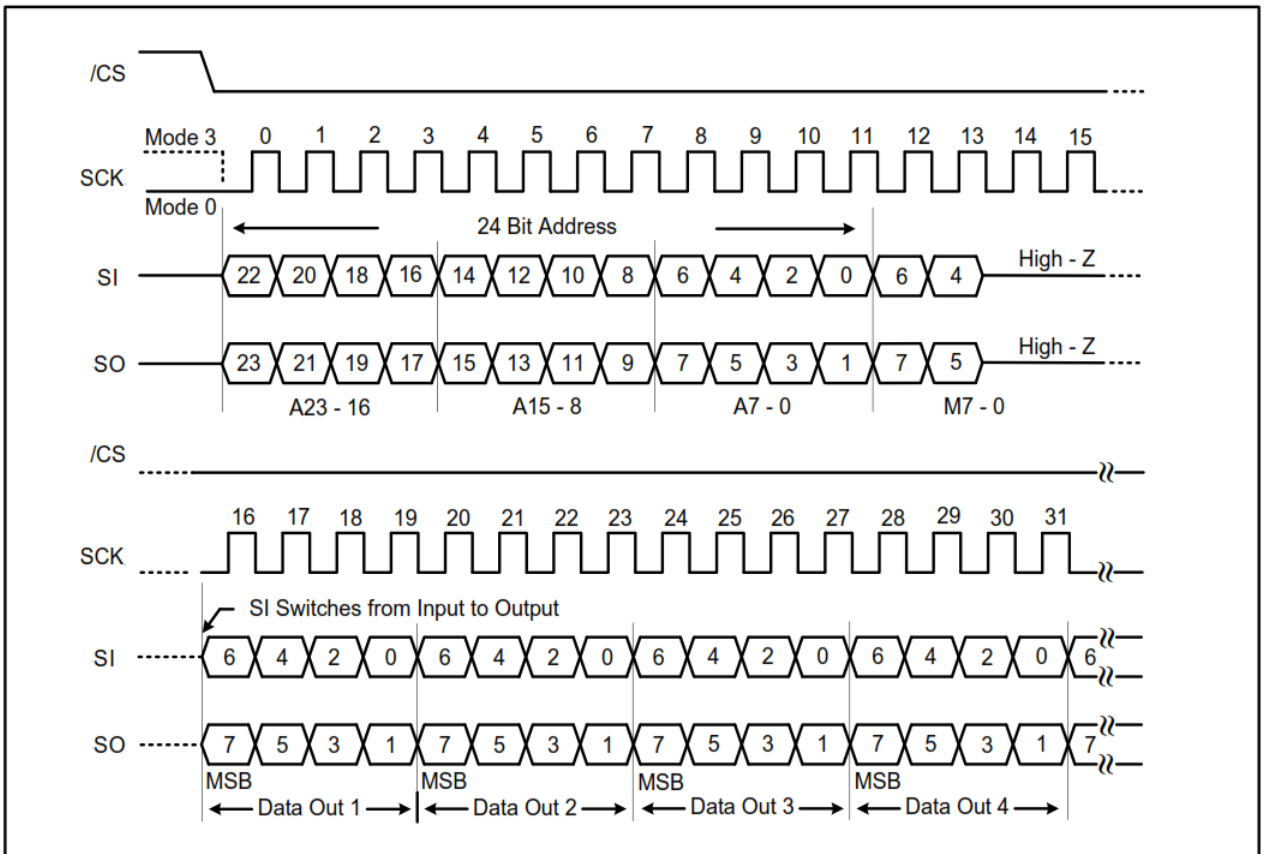 /CS
Mode 3 0 1 2 3 4 5 6 7 8 9 10 11 12 13 14 15
SCK
Mode 0
24 Bit Address
SI 22 20 18 16 14 12 10 8 6 4 2 0 6 4 High - Z
SO 23 21 19 17 15 13 11 9 7 5 3 1 7 5 High - Z
A23 - 16 A15 - 8 A7 - 0 M7 - 0
/CS
16 17 18 19 20 21 22 23 24 25 26 27 28 29 30 31
SCK
SI Switches from Input to Output
SI 6 4 2 0 6 4 2 0 6 4 2 0 6 4 2 0 6
SO 7 5 3 1 7 5 3 1 7 5 3 1 7 5 3 1 7
MSB MSB MSB MSB
Data Out 1 Data Out 2 Data Out 3 Data Out 4